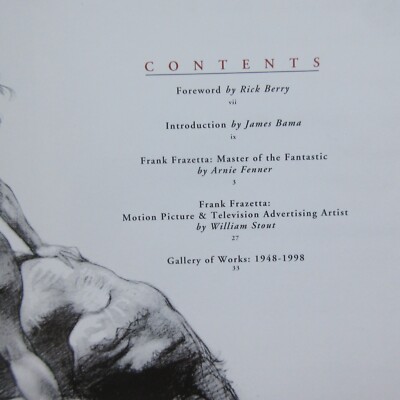 CONTENTS
Foreword by Rick Berry
vii
Introduction by James Bama
ix
Frank Frazetta: Master of the Fantastic
by Arnie Fenner
3
Frank Frazetta:
Motion Picture & Television Advertising Artist
by William Stout
27
Gallery of Works: 1948-1998
33